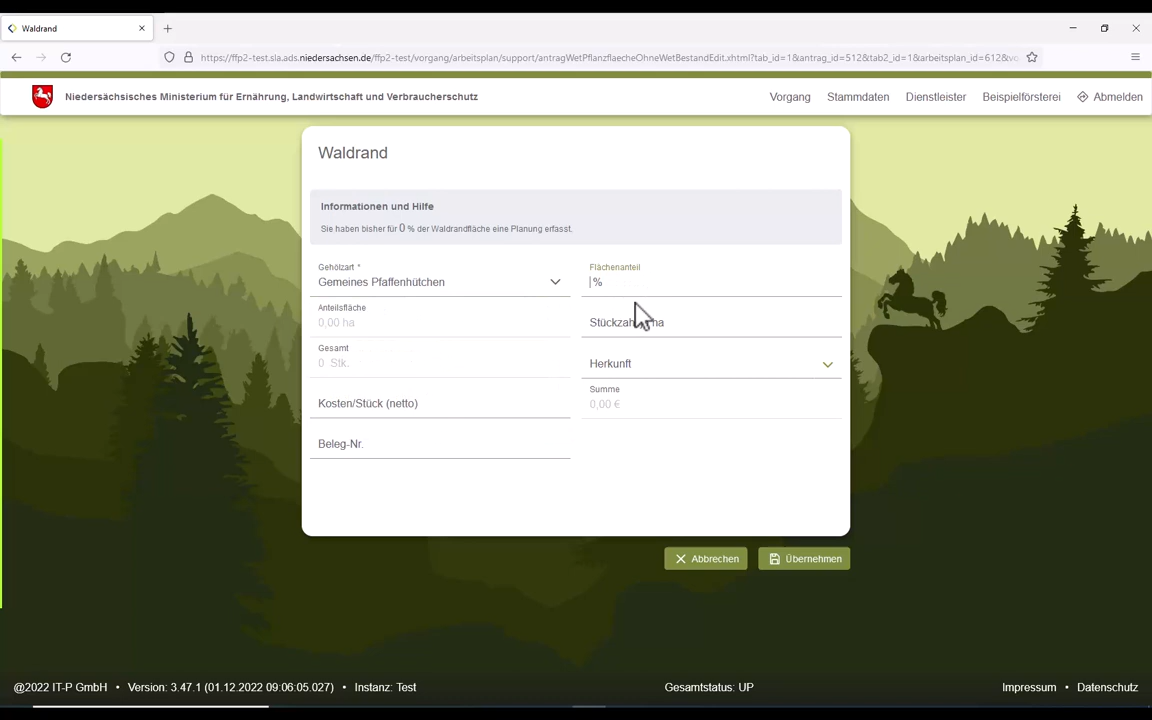 Waldrand
https://ffp2-test.sla.ads.niedersachsen.de/ffp2-test/vorgang/arbeitsplan/support/antragWetPflanzflaecheOhneWetBestandEdit.xhtml?tab_id=1&antrag_id=512&tab2_id=1&arbeitsplan_id=612&vo
Niedersächsisches Ministerium für Ernährung, Landwirtschaft und Verbraucherschutz
Vorgang Stammdaten Dienstleister Beispielförsterei Abmelden
Waldrand
Informationen und Hilfe
Sie haben bisher für 0 % der Waldrandfläche eine Planung erfasst.
Gehölzart * Flächenanteil
Gemeines Pfaffenhütchen %
Anteilsfläche
0,00 ha Stückzahl ha
Gesamt
0 Stk. Herkunft
Summe
Kosten/Stück (netto) 0,00 €
Beleg-Nr.
Abbrechen Übernehmen
@2022 IT-P GmbH • Version: 3.47.1 (01.12.2022 09:06:05.027) • Instanz: Test Gesamtstatus: UP Impressum • Datenschutz